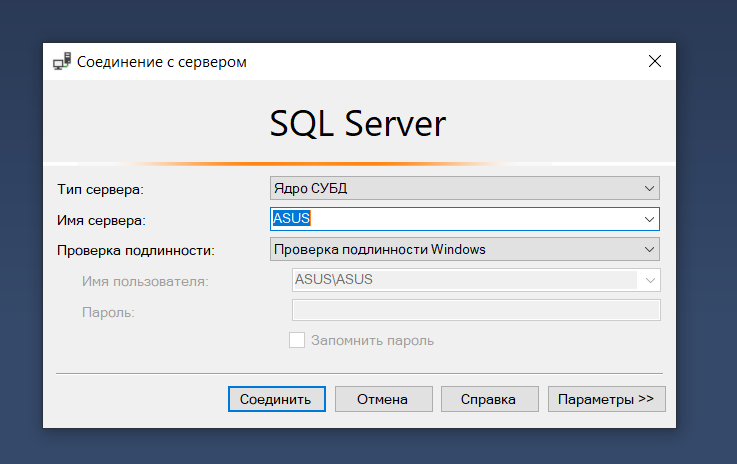 Соединение с сервером
SQL Server
Тип сервера: Ядро СУБД
Имя сервера: ASUS
Проверка подлинности: Проверка подлинности Windows
Имя пользователя: ASUS\ASUS
Пароль:
Запомнить пароль
Соединить Отмена Справка Параметры >>